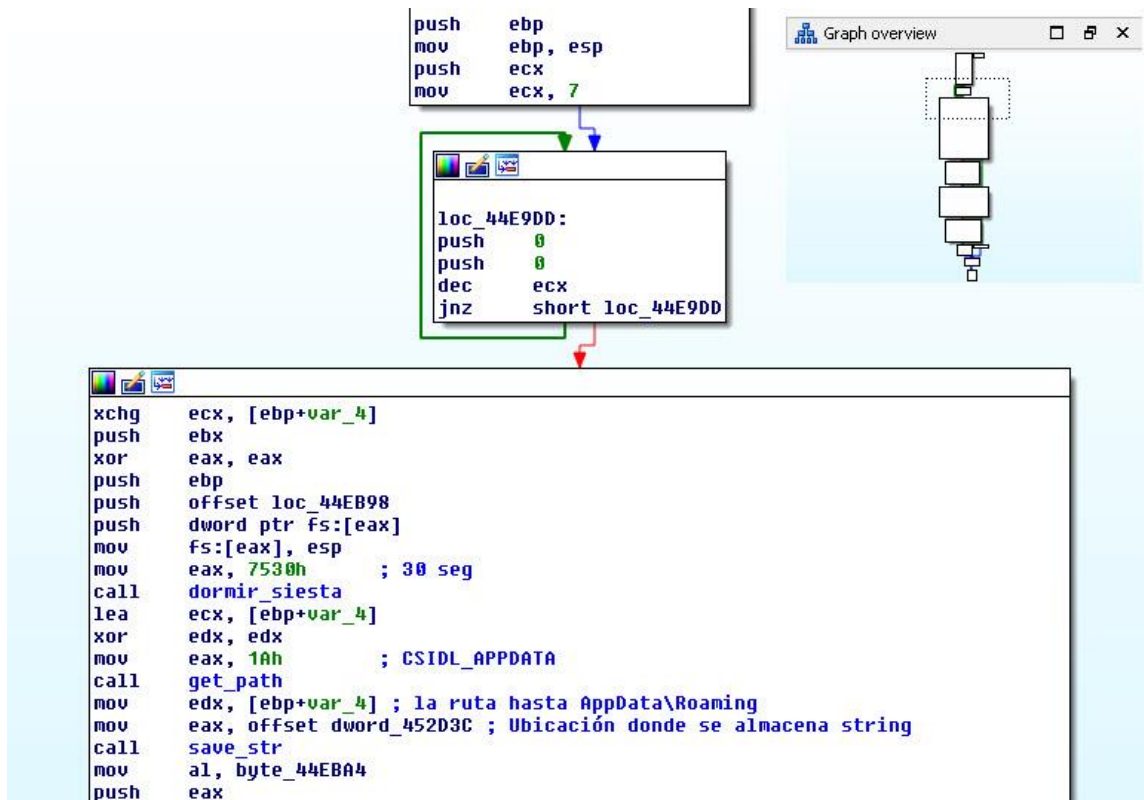 push ebp
mov ebp, esp
push ecx
mov ecx, 7
Graph overview
loc_44E9DD:
push 0
push 0
dec ecx
jnz short loc_44E9DD
xchg ecx, [ebp+var_4]
push ebx
xor eax, eax
push ebp
push offset loc_44EB98
push dword ptr fs:[eax]
mov fs:[eax], esp
mov eax, 7530h ; 30 seg
call dormir_siesta
lea ecx, [ebp+var_4]
xor edx, edx
mov eax, 1Ah ; CSIDL_APPDATA
call get_path
mov edx, [ebp+var_4] ; la ruta hasta AppData\Roaming
mov eax, offset dword_452D3C ; Ubicación donde se almacena string
call save_str
mov al, byte_44EBA4
push eax